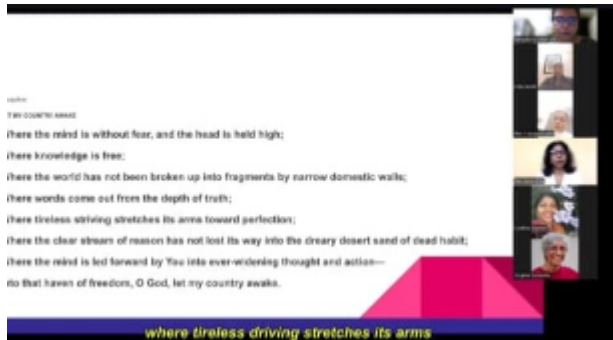 T MY COUNTRY AWAKE
here the mind is without fear, and the head is held high;
here knowledge is free;
here the world has not been broken up into fragments by narrow domestic walls;
here words come out from the depth of truth;
here tireless striving stretches its arms toward perfection;
here the clear stream of reason has not lost its way into the dreary desert sand of dead habit;
here the mind is led forward by You into ever-widening thought and action—
nto that haven of freedom, O God, let my country awake.
where tireless driving stretches its arms